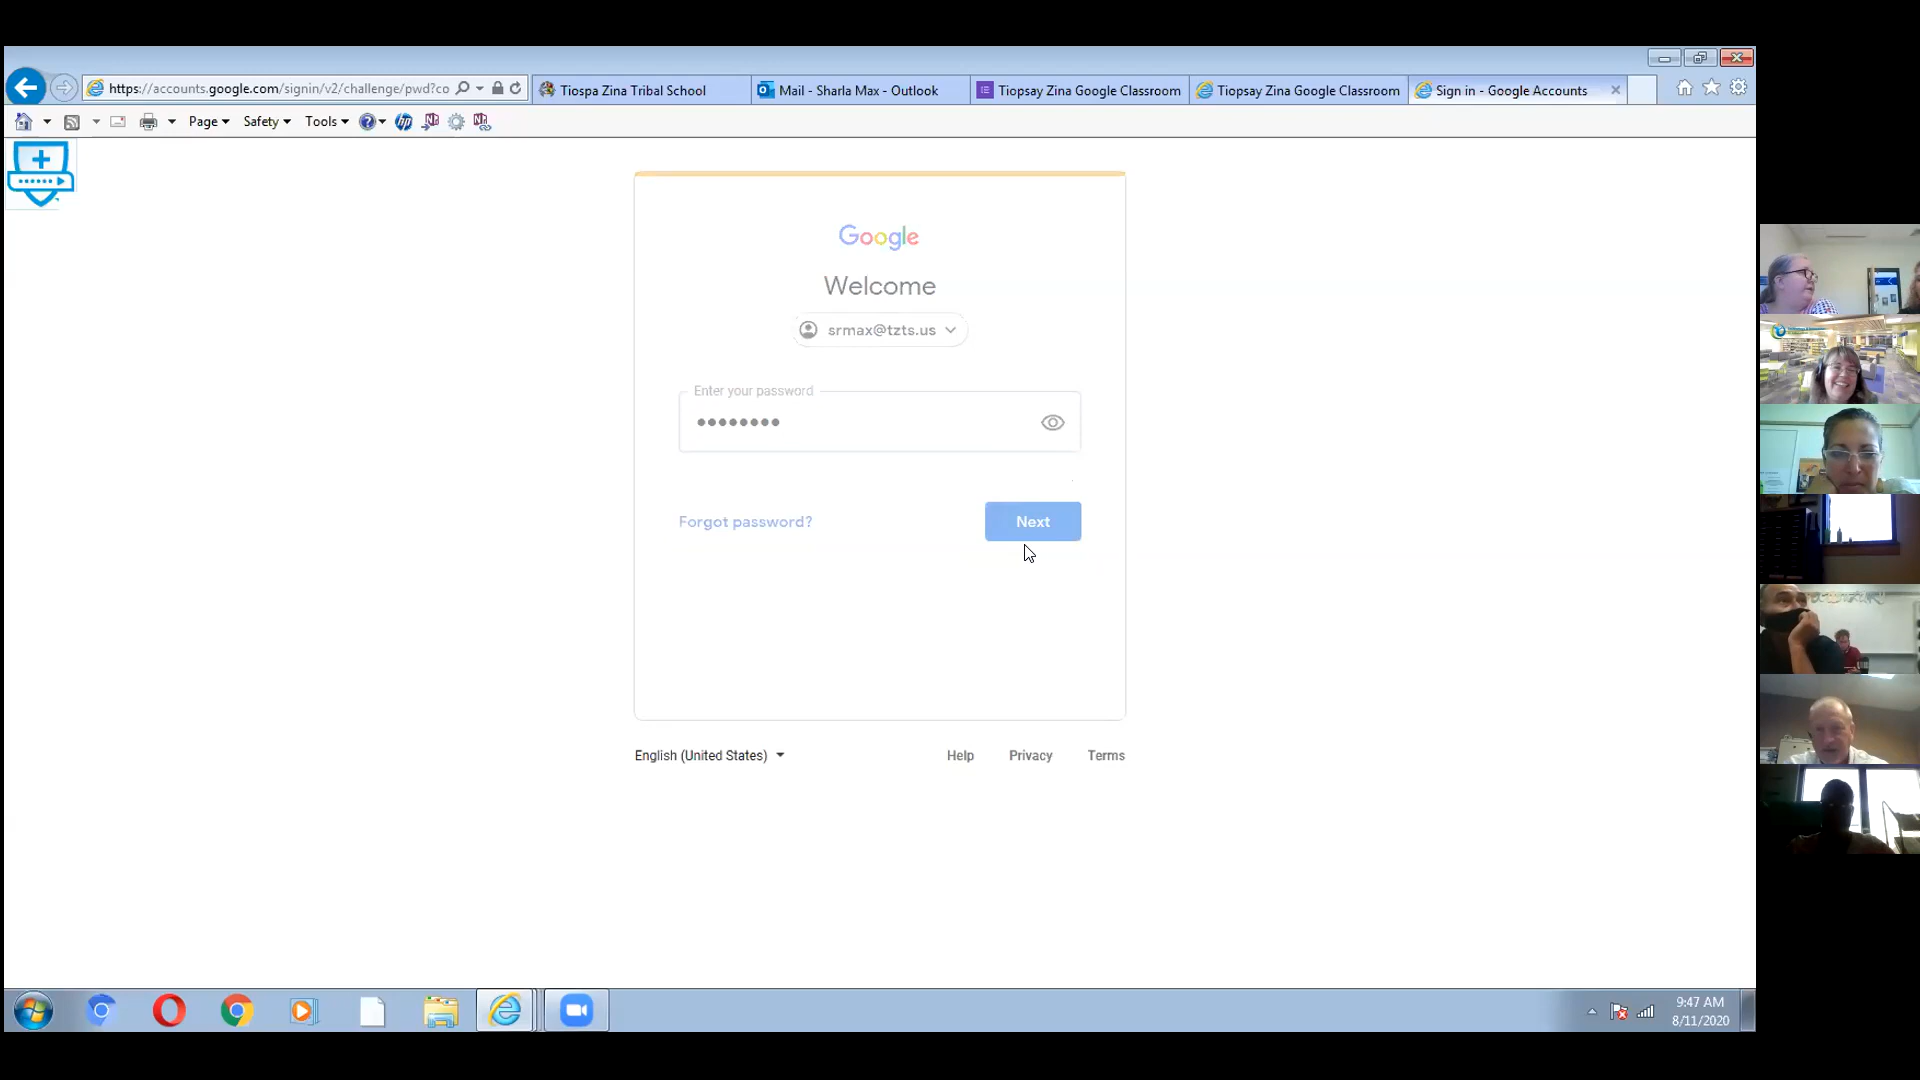 https://accounts.google.com/signin/v2/challenge/pwd?co
Tiospa Zina Tribal School
Mail - Sharla Max - Outlook
Tiopsay Zina Google Classroom
Tiopsay Zina Google Classroom
Sign in - Google Accounts
Page
Safety
Tools
Google
Welcome
srmax@tzts.us
Enter your password
••••••••
Forgot password?
Next
English (United States)
Help
Privacy
Terms
9:47 AM
8/11/2020